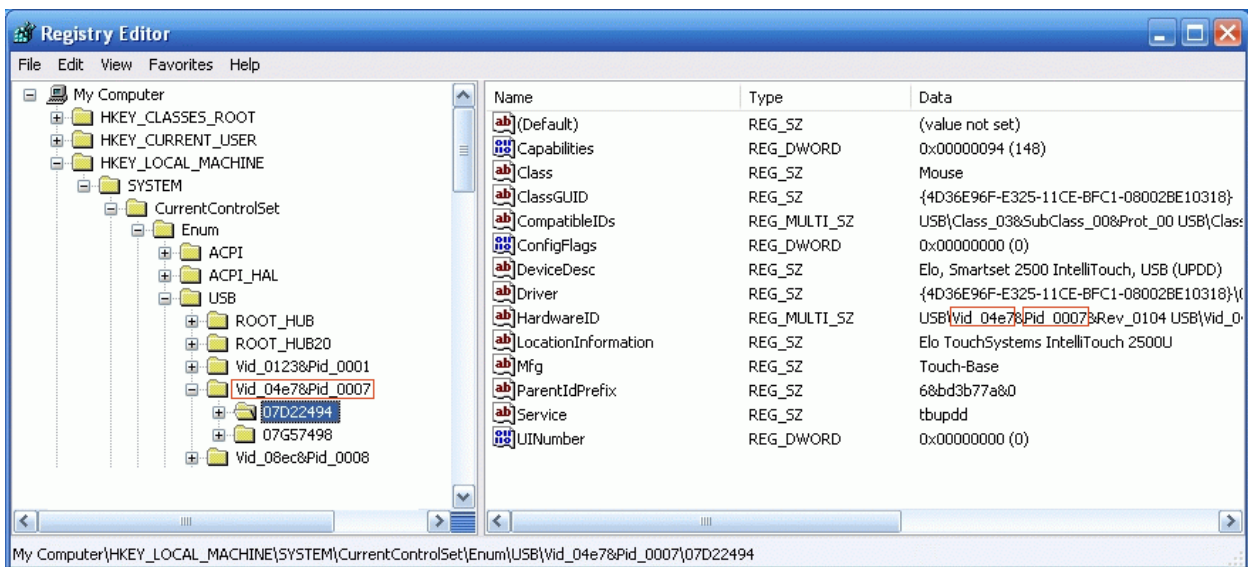 Registry Editor
File Edit View Favorites Help
My Computer
HKEY_CLASSES_ROOT
HKEY_CURRENT_USER
HKEY_LOCAL_MACHINE
SYSTEM
CurrentControlSet
Enum
ACPI
ACPI_HAL
USB
ROOT_HUB
ROOT_HUB20
Vid_0123&Pid_0001
Vid_04e7&Pid_0007
07D22494
07G57498
Vid_08ec&Pid_0008
Name Type Data
(Default) REG_SZ (value not set)
Capabilities REG_DWORD 0x00000094 (148)
Class REG_SZ Mouse
ClassGUID REG_SZ {4D36E96F-E325-11CE-BFC1-08002BE10318}
CompatibleIDs REG_MULTI_SZ USB\Class_03&SubClass_00&Prot_00 USB\Class
ConfigFlags REG_DWORD 0x00000000 (0)
DeviceDesc REG_SZ Elo, Smartset 2500 IntelliTouch, USB (UPDD)
Driver REG_SZ {4D36E96F-E325-11CE-BFC1-08002BE10318}\
HardwareID REG_MULTI_SZ USB\Vid_04e7&Pid_0007&Rev_0104 USB\Vid_0
LocationInformation REG_SZ Elo TouchSystems IntelliTouch 2500U
Mfg REG_SZ Touch-Base
ParentIdPrefix REG_SZ 6&bd3b77a&0
Service REG_SZ tbupdd
UINumber REG_DWORD 0x00000000 (0)
My Computer\HKEY_LOCAL_MACHINE\SYSTEM\CurrentControlSet\Enum\USB\Vid_04e7&Pid_0007\07D22494